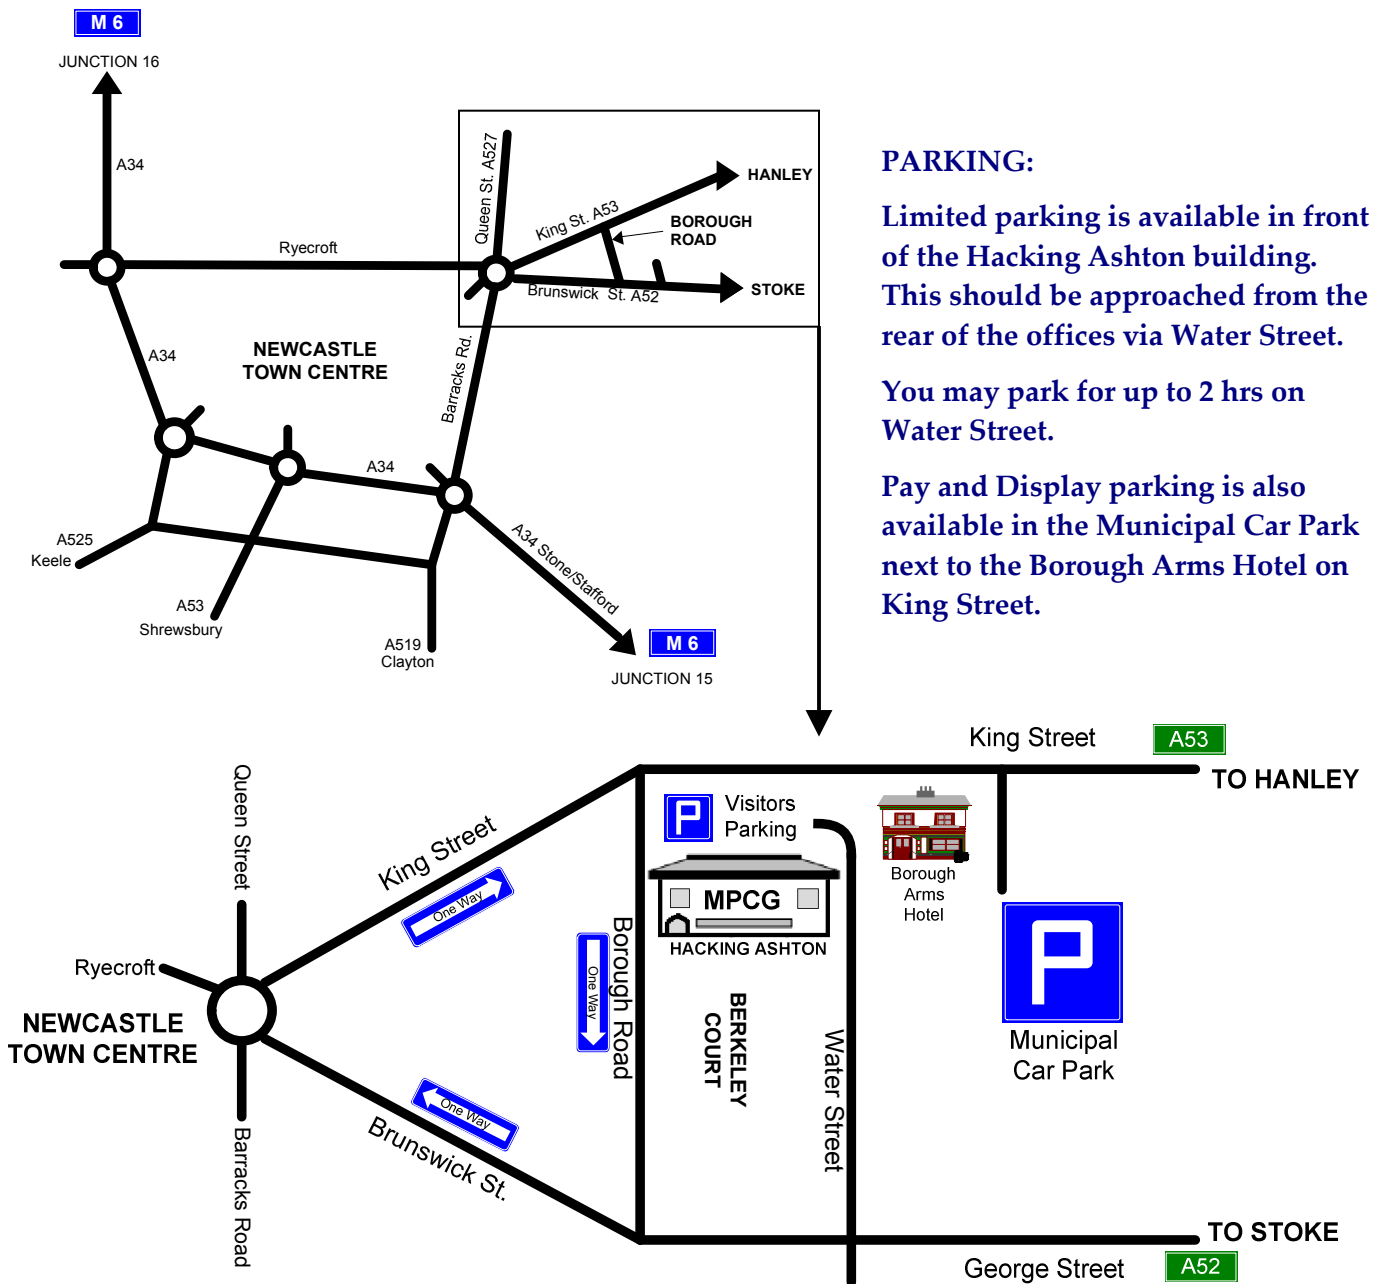 M 6
JUNCTION 16
A34
Ryecroft
Queen St. A527
King St. A53
HANLEY
BOROUGH
ROAD
Brunswick St. A52
STOKE
A34
NEWCASTLE
TOWN CENTRE
Barracks Rd.
A34
A525
Keele
A53
Shrewsbury
A519
Clayton
A34 Stone/Stafford
M 6
JUNCTION 15
PARKING:
Limited parking is available in front
of the Hacking Ashton building.
This should be approached from the
rear of the offices via Water Street.
You may park for up to 2 hrs on
Water Street.
Pay and Display parking is also
available in the Municipal Car Park
next to the Borough Arms Hotel on
King Street.
King Street
A53
TO HANLEY
Queen Street
King Street
One Way
P
Visitors
Parking
MPCG
HACKING ASHTON
Borough
Arms
Hotel
Ryecroft
NEWCASTLE
TOWN CENTRE
One Way
Borough Road
BERKELEY
COURT
Water Street
P
Municipal
Car Park
One Way
Brunswick St.
Barracks Road
TO STOKE
George Street
A52